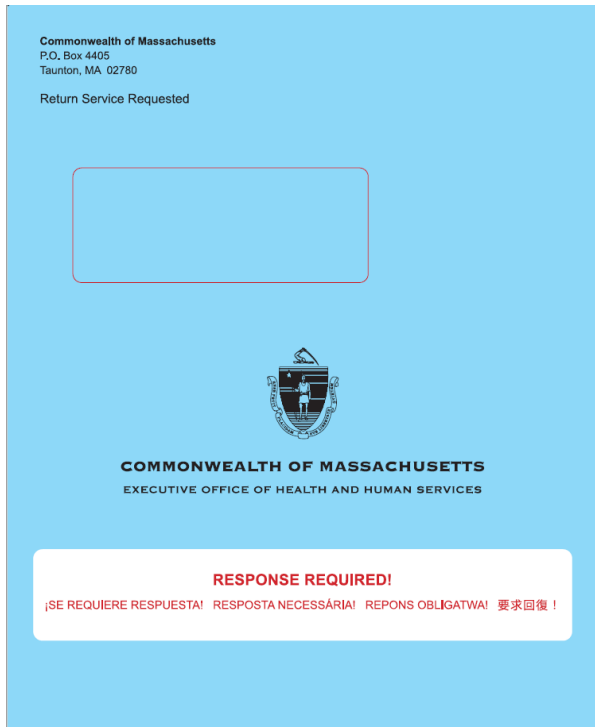 Commonwealth of Massachusetts
P.O. Box 4405
Taunton, MA 02780
Return Service Requested
COMMONWEALTH OF MASSACHUSETTS
EXECUTIVE OFFICE OF HEALTH AND HUMAN SERVICES
RESPONSE REQUIRED!
¡SE REQUIERE RESPUESTA! RESPOSTA NECESSÁRIA! REPONS OBLIGATWA! 要求回復！